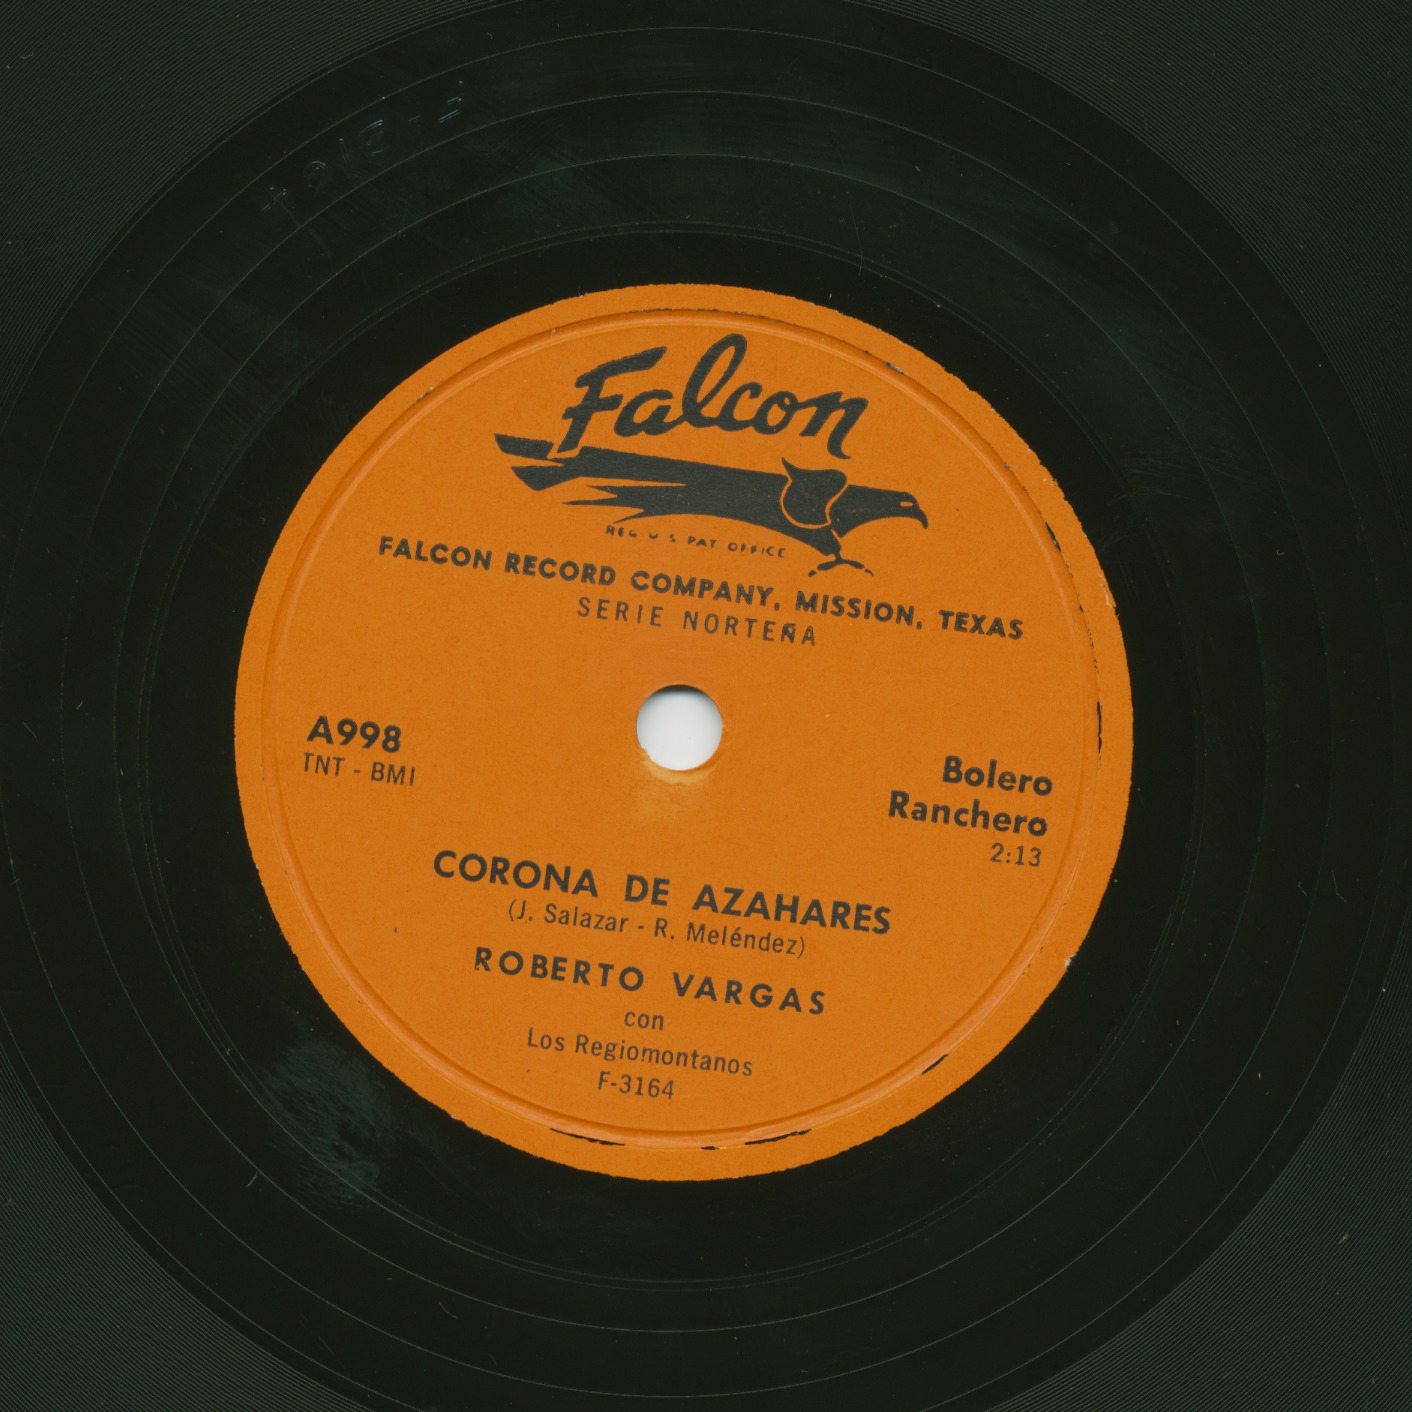 Falcon
REG U S PAT OFFICE
FALCON RECORD COMPANY, MISSION, TEXAS
SERIE NORTEÑA
A998
TNT - BMI
Bolero
Ranchero
2:13
CORONA DE AZAHARES
(J. Salazar - R. Meléndez)
ROBERTO VARGAS
con
Los Regiomontanos
F-3164